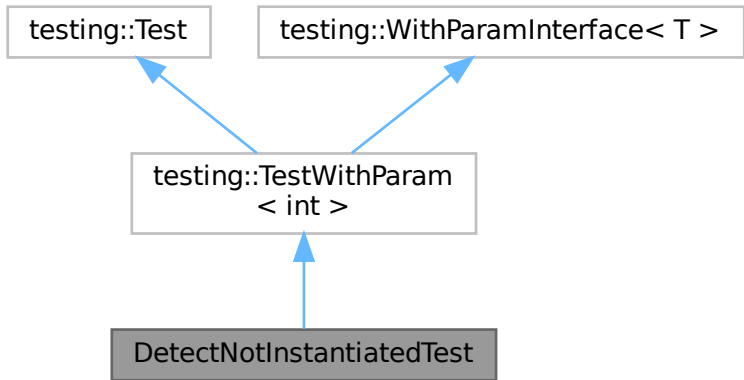 testing::Test
testing::WithParamInterface< T >
testing::TestWithParam
< int >
DetectNotInstantiatedTest